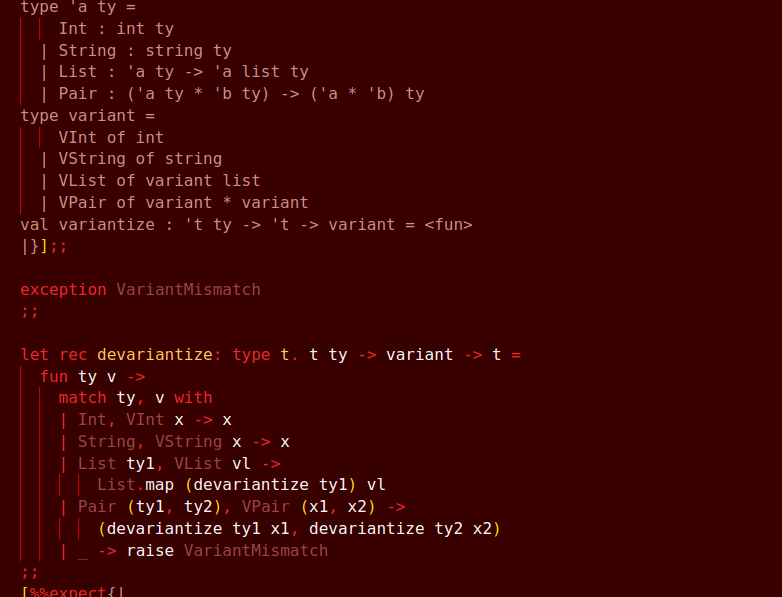 type 'a ty =
Int : int ty
| String : string ty
| List : 'a ty -> 'a list ty
| Pair : ('a ty * 'b ty) -> ('a * 'b) ty
type variant =
VInt of int
| VString of string
| VList of variant list
| VPair of variant * variant
val variantize : 't ty -> 't -> variant = <fun>
|}];;
exception VariantMismatch
;;
let rec devariantize: type t. t ty -> variant -> t =
fun ty v ->
match ty, v with
| Int, VInt x -> x
| String, VString x -> x
| List ty1, VList vl ->
List.map (devariantize ty1) vl
| Pair (ty1, ty2), VPair (x1, x2) ->
(devariantize ty1 x1, devariantize ty2 x2)
| _ -> raise VariantMismatch
;;
[%%expect{|